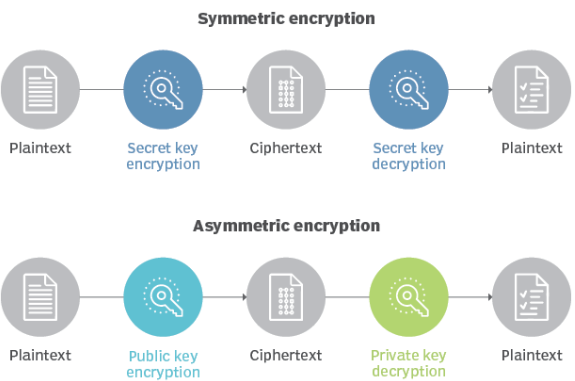 Symmetric encryption
Plaintext
Secret key
encryption
Ciphertext
Secret key
decryption
Plaintext
Asymmetric encryption
Plaintext
Public key
encryption
Ciphertext
Private key
decryption
Plaintext